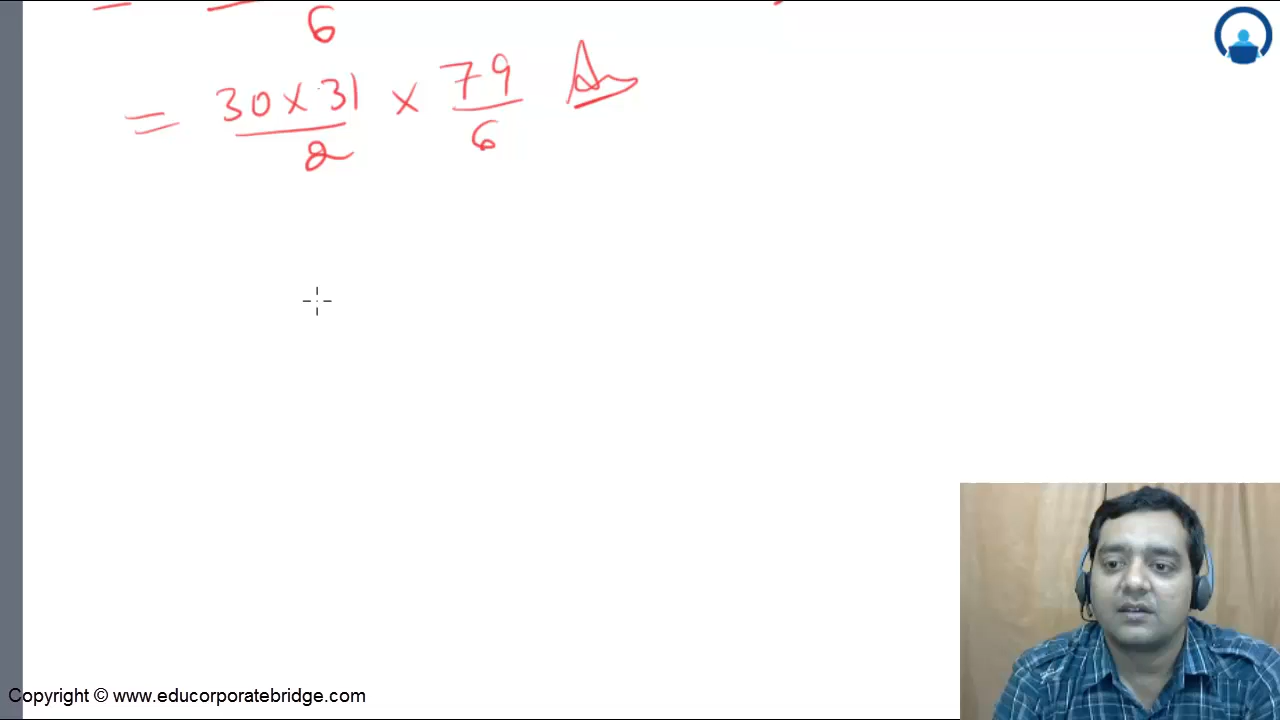 6
= 30 × 31 / 2 × 79 / 6 Ans
Copyright © www.educorporatebridge.com